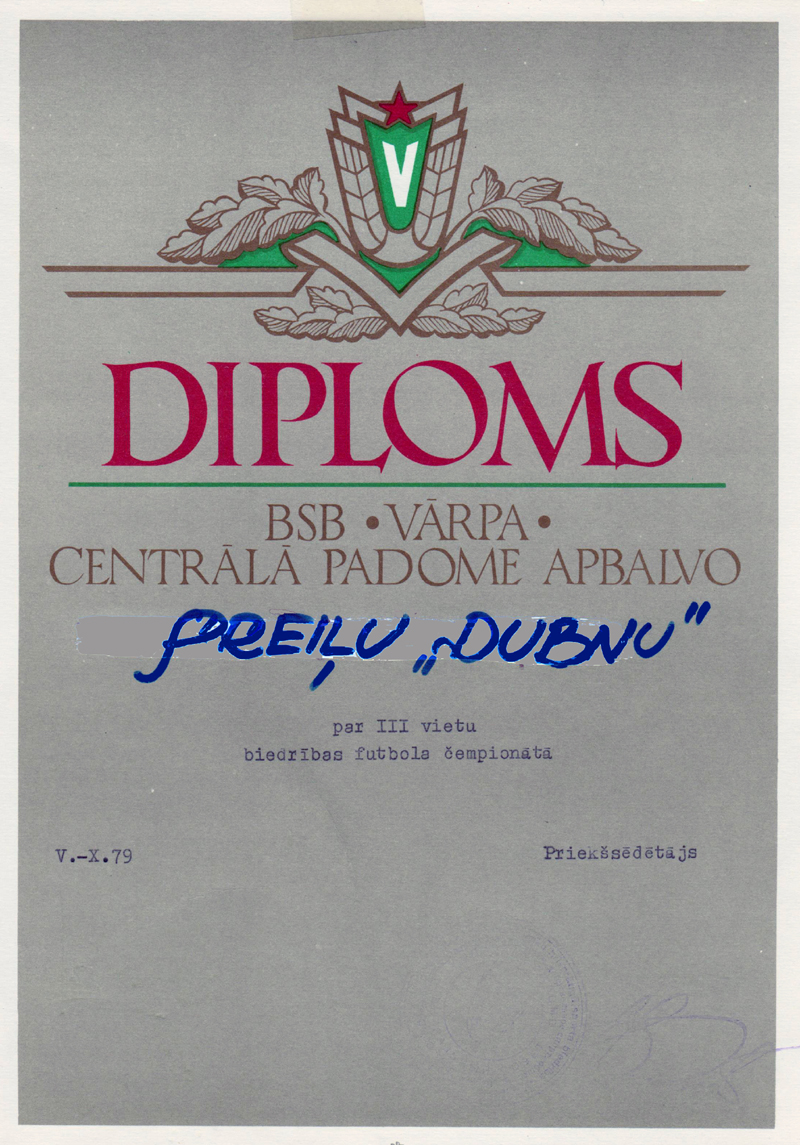 V
DIPLOMS
BSB • VĀRPA •
CENTRĀLĀ PADOME APBALVO
PREIĻU „DUBNU”
par III vietu
biedrības futbola čempionātā
V.-X.79
Priekšsēdētājs